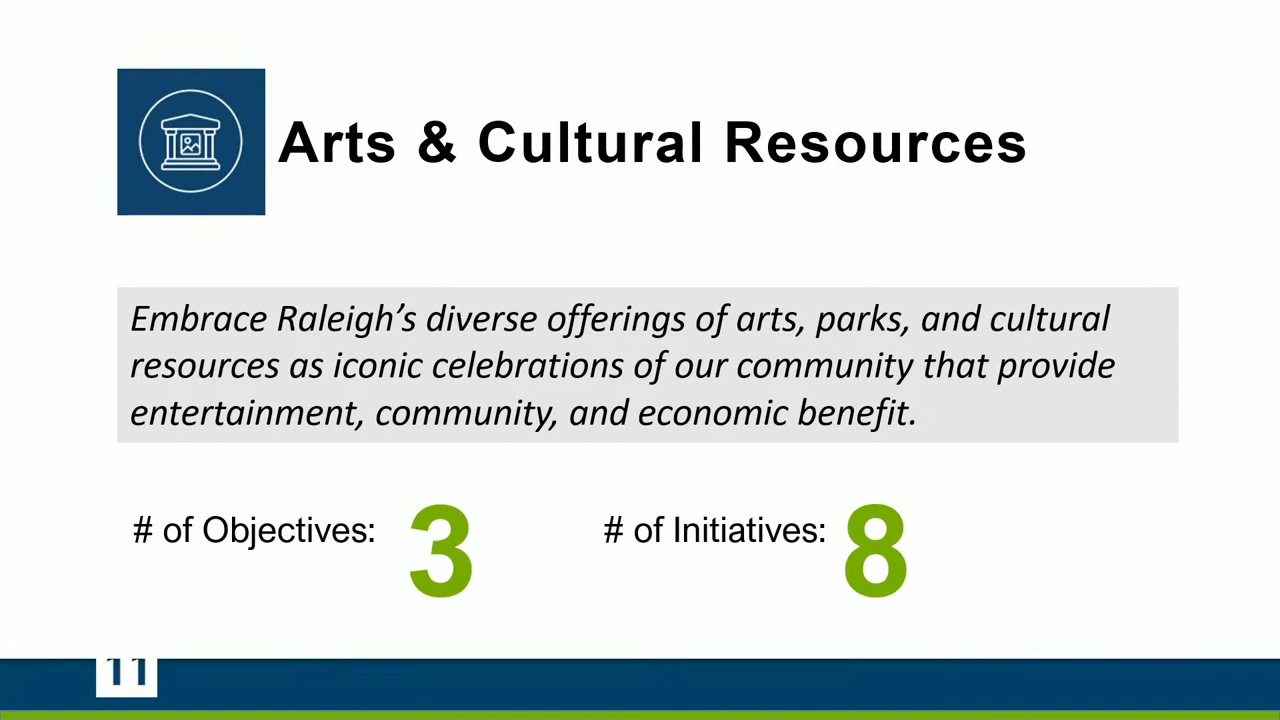 Arts & Cultural Resources
Embrace Raleigh’s diverse offerings of arts, parks, and cultural
resources as iconic celebrations of our community that provide
entertainment, community, and economic benefit.
# of Objectives: 3
# of Initiatives: 8
11